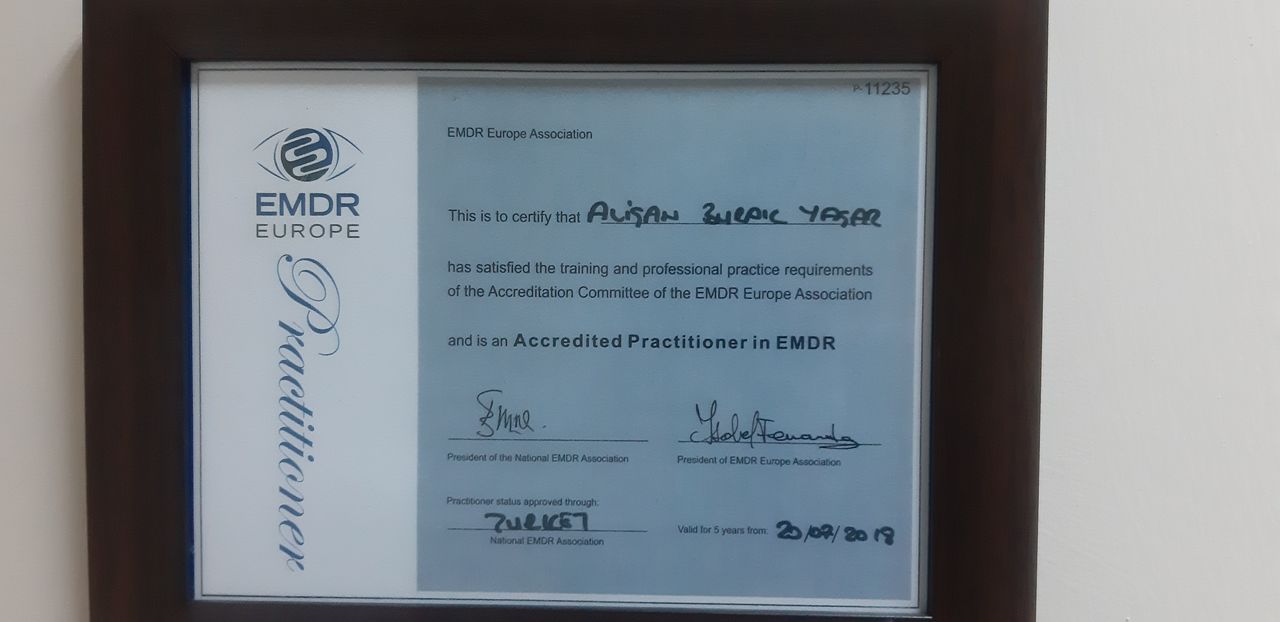 P-11235
EMDR
EUROPE
Practitioner
EMDR Europe Association
This is to certify that ALİŞAN BURAK YAŞAR
has satisfied the training and professional practice requirements
of the Accreditation Committee of the EMDR Europe Association
and is an Accredited Practitioner in EMDR
President of the National EMDR Association
President of EMDR Europe Association
Practitioner status approved through:
TURKEY
National EMDR Association
Valid for 5 years from: 20/07/2018